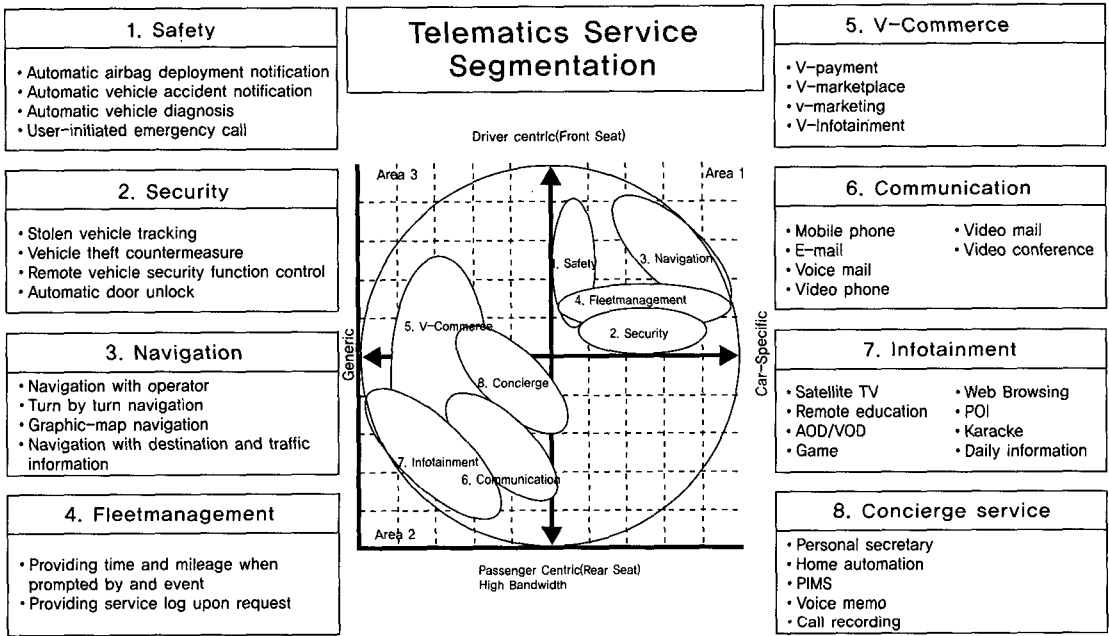 1. Safety
• Automatic airbag deployment notification
• Automatic vehicle accident notification
• Automatic vehicle diagnosis
• User-initiated emergency call
2. Security
• Stolen vehicle tracking
• Vehicle theft countermeasure
• Remote vehicle security function control
• Automatic door unlock
3. Navigation
• Navigation with operator
• Turn by turn navigation
• Graphic-map navigation
• Navigation with destination and traffic
information
4. Fleetmanagement
• Providing time and mileage when
prompted by and event
• Providing service log upon request
Telematics Service
Segmentation
Driver centric(Front Seat)
Area 3
Area 1
1. Safety
3. Navigation
4. Fleetmanagement
2. Security
5. V-Commerce
Generic
Car-Specific
8. Concierge
7. Infotainment
6. Communication
Area 2
Passenger Centric(Rear Seat)
High Bandwidth
5. V-Commerce
• V-payment
• V-marketplace
• v-marketing
• V-Infotainment
6. Communication
• Mobile phone
• E-mail
• Voice mail
• Video phone
• Video mail
• Video conference
7. Infotainment
• Satellite TV
• Remote education
• AOD/VOD
• Game
• Web Browsing
• POI
• Karacke
• Daily information
8. Concierge service
• Personal secretary
• Home automation
• PIMS
• Voice memo
• Call recording